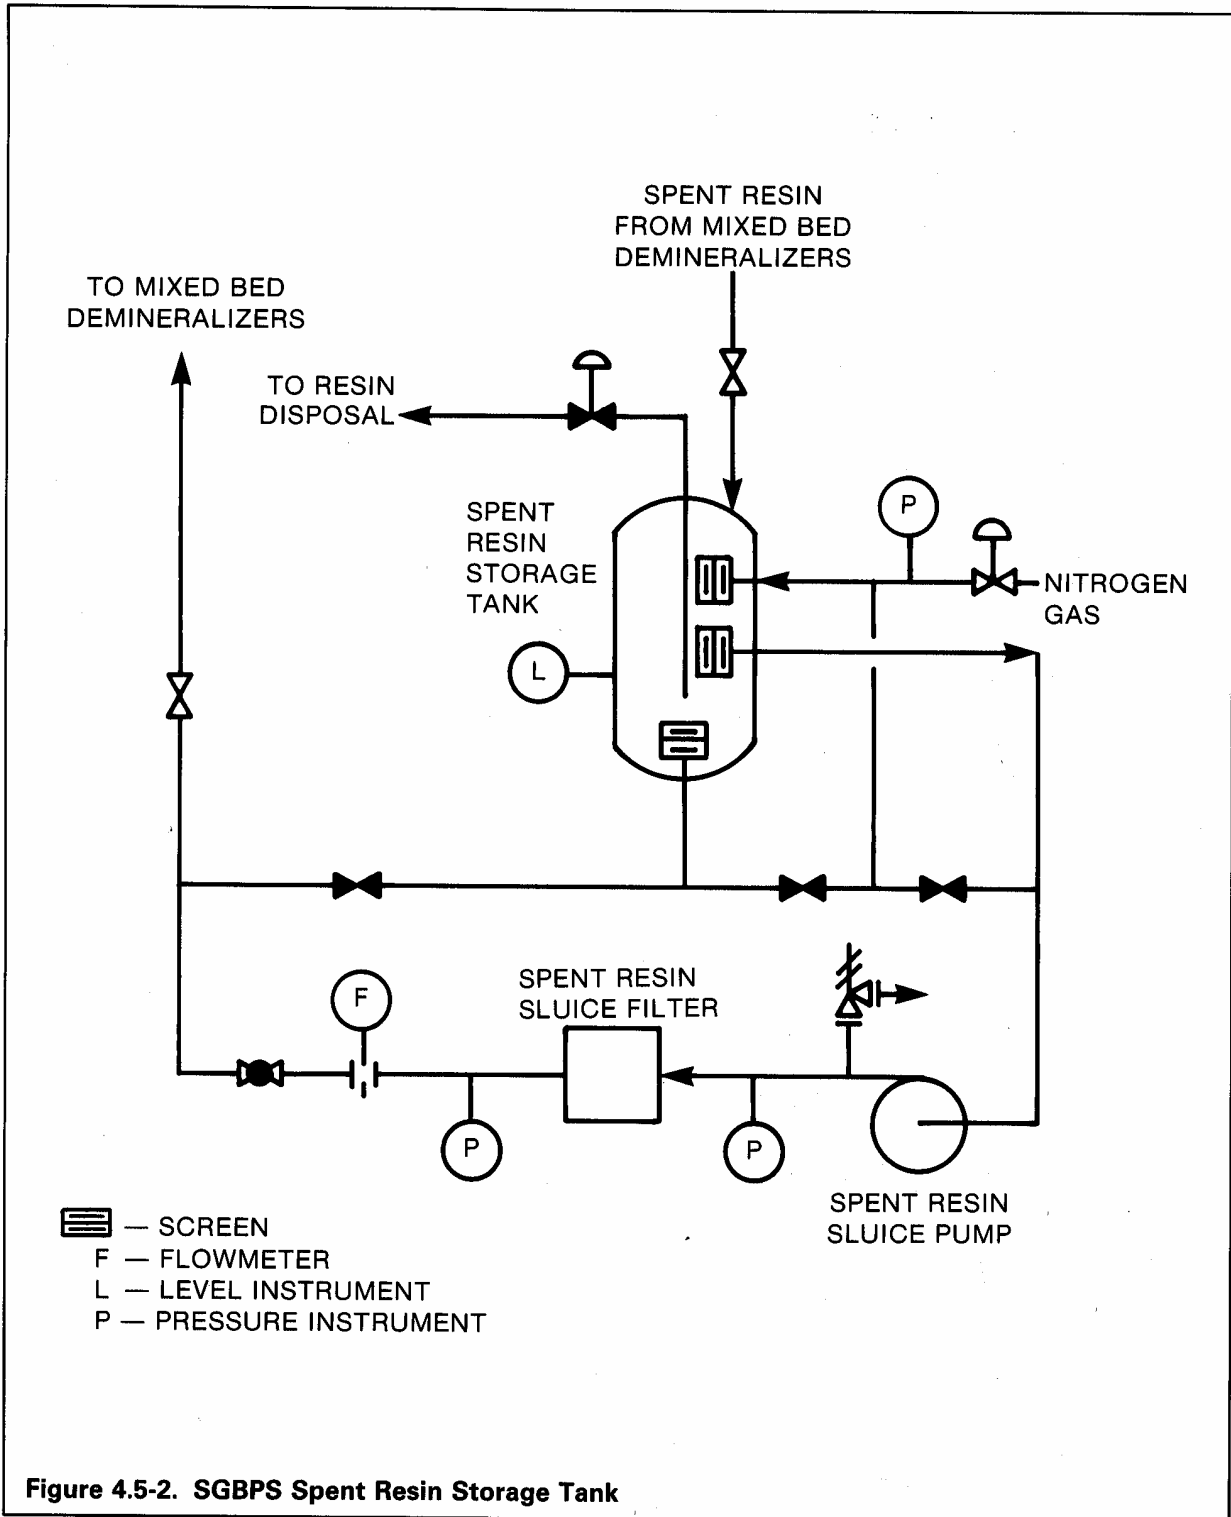 SPENT RESIN
FROM MIXED BED
DEMINERALIZERS
TO MIXED BED
DEMINERALIZERS
TO RESIN
DISPOSAL
SPENT
RESIN
STORAGE
TANK
P
NITROGEN
GAS
L
F
SPENT RESIN
SLUICE FILTER
P
P
SPENT RESIN
SLUICE PUMP
— SCREEN
F — FLOWMETER
L — LEVEL INSTRUMENT
P — PRESSURE INSTRUMENT
Figure 4.5-2. SGBPS Spent Resin Storage Tank